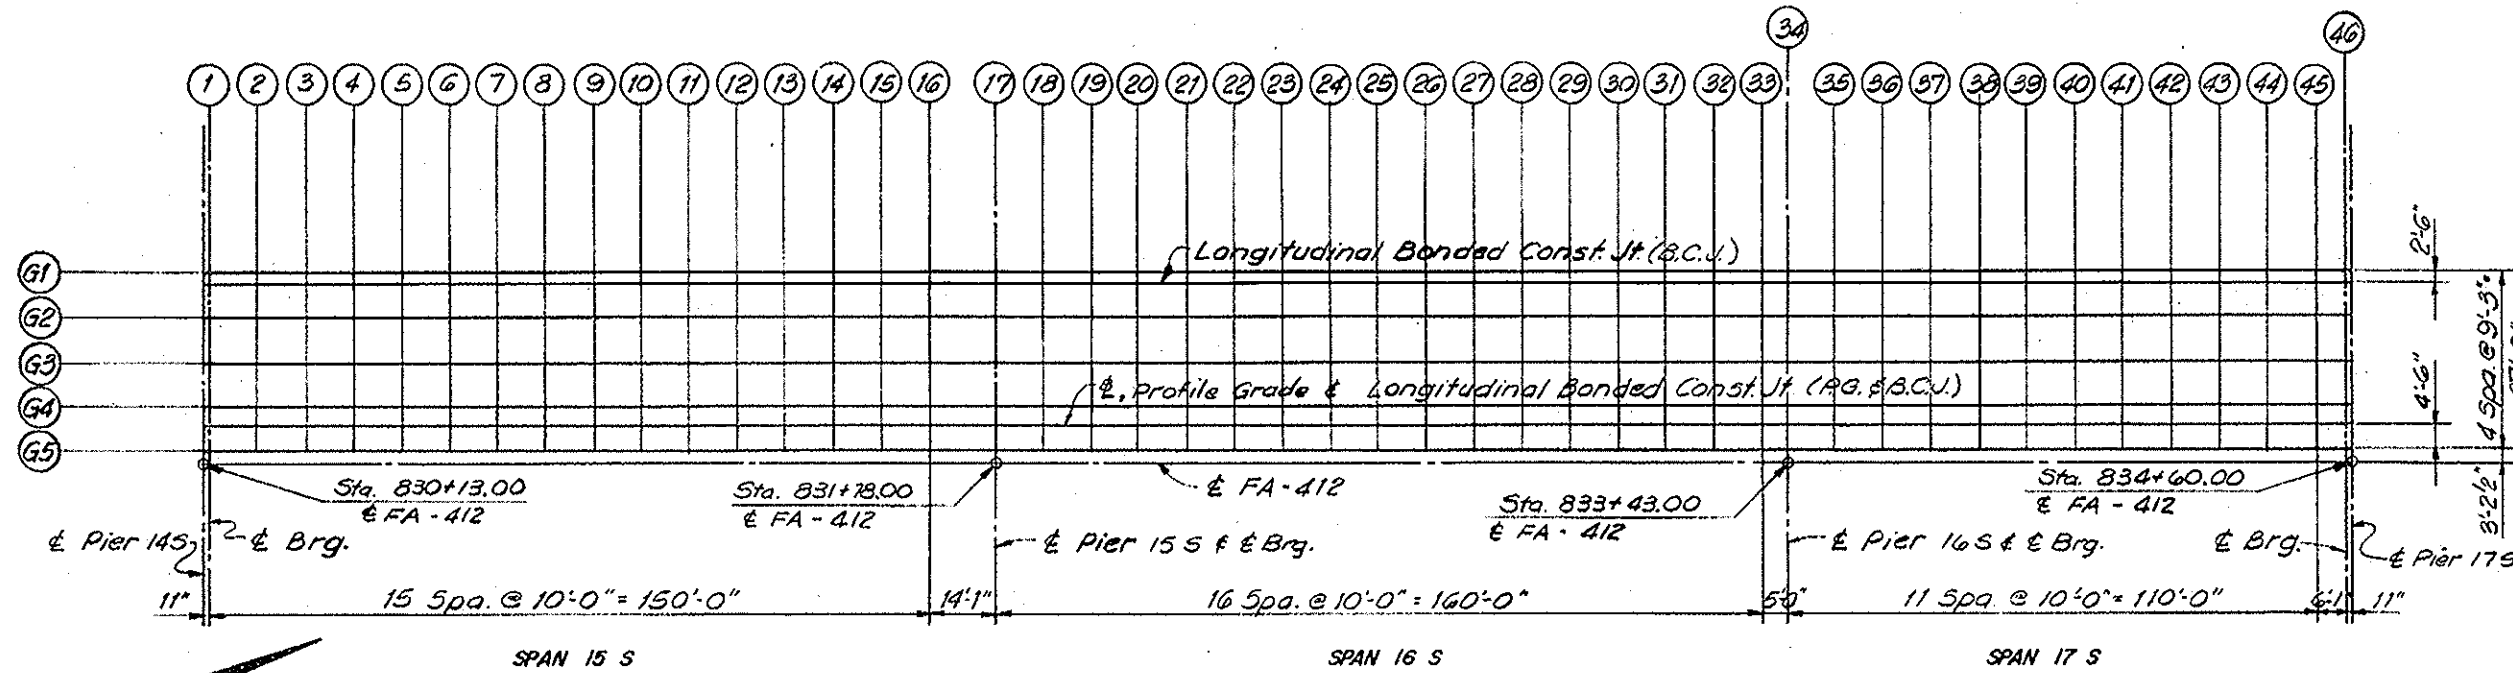 34 46
1 2 3 4 5 6 7 8 9 10 11 12 13 14 15 16 17 18 19 20 21 22 23 24 25 26 27 28 29 30 31 32 33 35 36 37 38 39 40 41 42 43 44 45
2'-6"
Longitudinal Bonded Const. Jt. (B.C.J.)
G1
G2
G3
4 Spa. @ 9'-3"=
4'-6"
℄, Profile Grade & Longitudinal Bonded Const. Jt. (P.G. & B.C.J.)
G4
G5
Sta. 830+13.00
℄ FA - 412
Sta. 831+78.00
℄ FA - 412
℄ FA - 412
Sta. 833+43.00
℄ FA - 412
Sta. 834+60.00
℄ FA - 412
3'-2½"
℄ Pier 14S
℄ Brg.
℄ Pier 15 S & ℄ Brg.
℄ Pier 16 S & ℄ Brg.
℄ Brg.
℄ Pier 17 S
11" 15 Spa. @ 10'-0" = 150'-0" 14'-1" 16 Spa. @ 10'-0" = 160'-0" 5'-0" 11 Spa. @ 10'-0" = 110'-0" 6'-1" 11"
SPAN 15 S SPAN 16 S SPAN 17 S